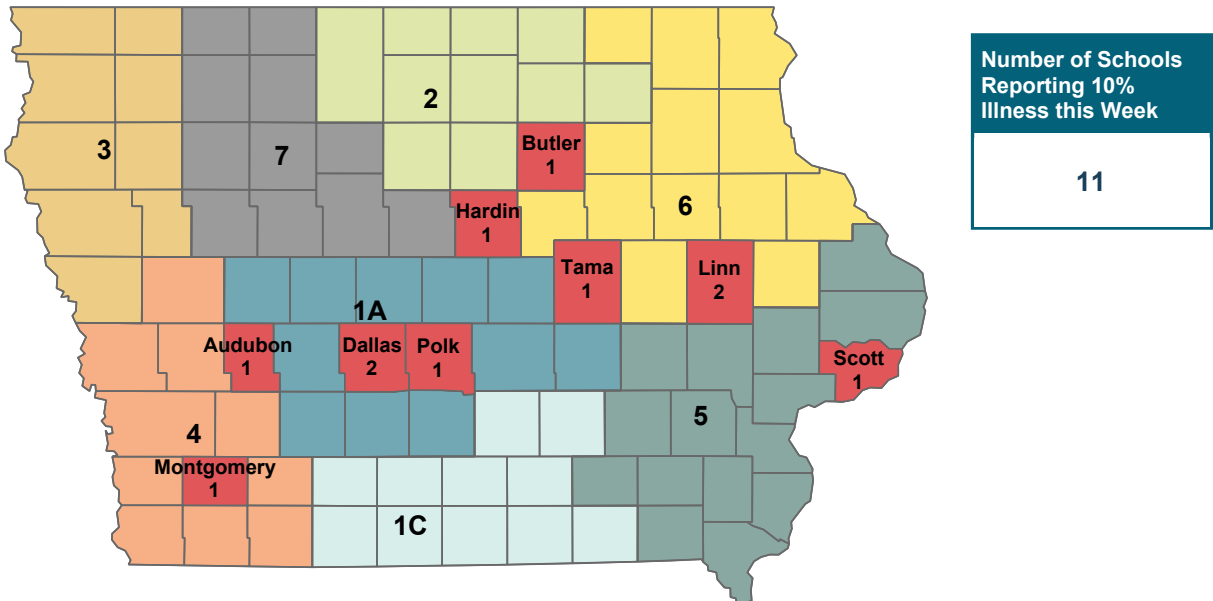 Number of Schools
Reporting 10%
Illness this Week
11
2
3
7
Butler
1
6
Hardin
1
Tama
1
Linn
2
1A
Audubon
1
Dallas
2
Polk
1
Scott
1
4
5
Montgomery
1
1C